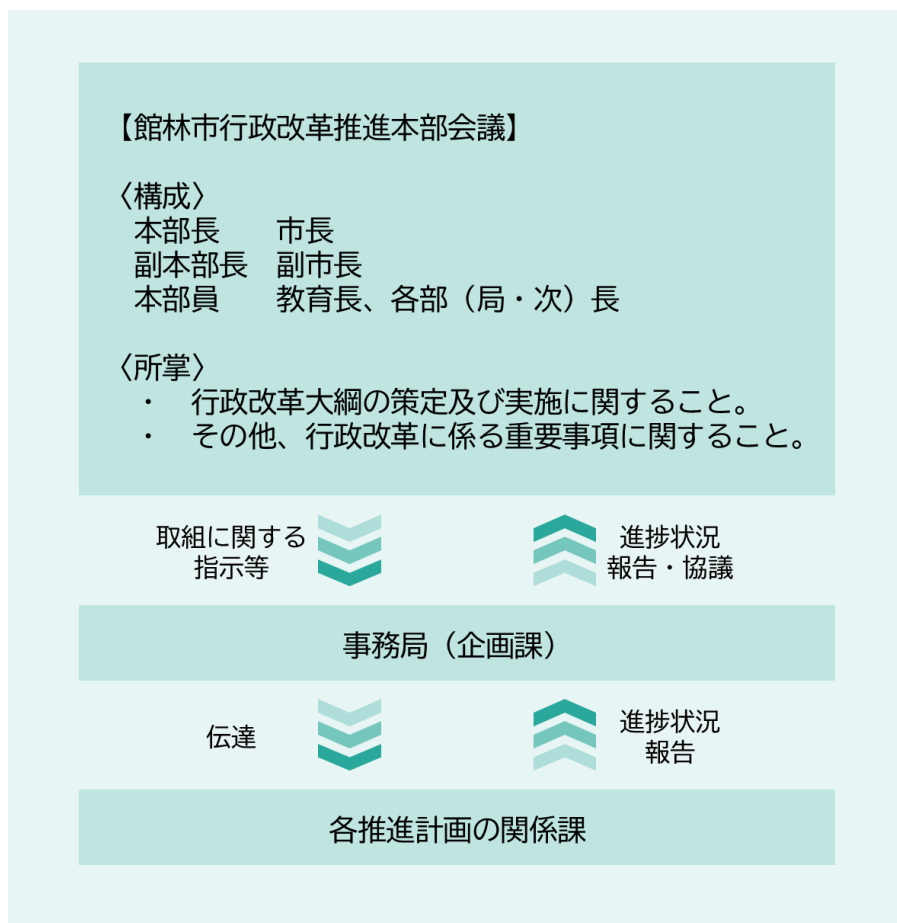 【館林市行政改革推進本部会議】
〈構成〉
本部長　　市長
副本部長　副市長
本部員　　教育長、各部（局・次）長
〈所掌〉
・　行政改革大綱の策定及び実施に関すること。
・　その他、行政改革に係る重要事項に関すること。
取組に関する
指示等
進捗状況
報告・協議
事務局（企画課）
伝達
進捗状況
報告
各推進計画の関係課